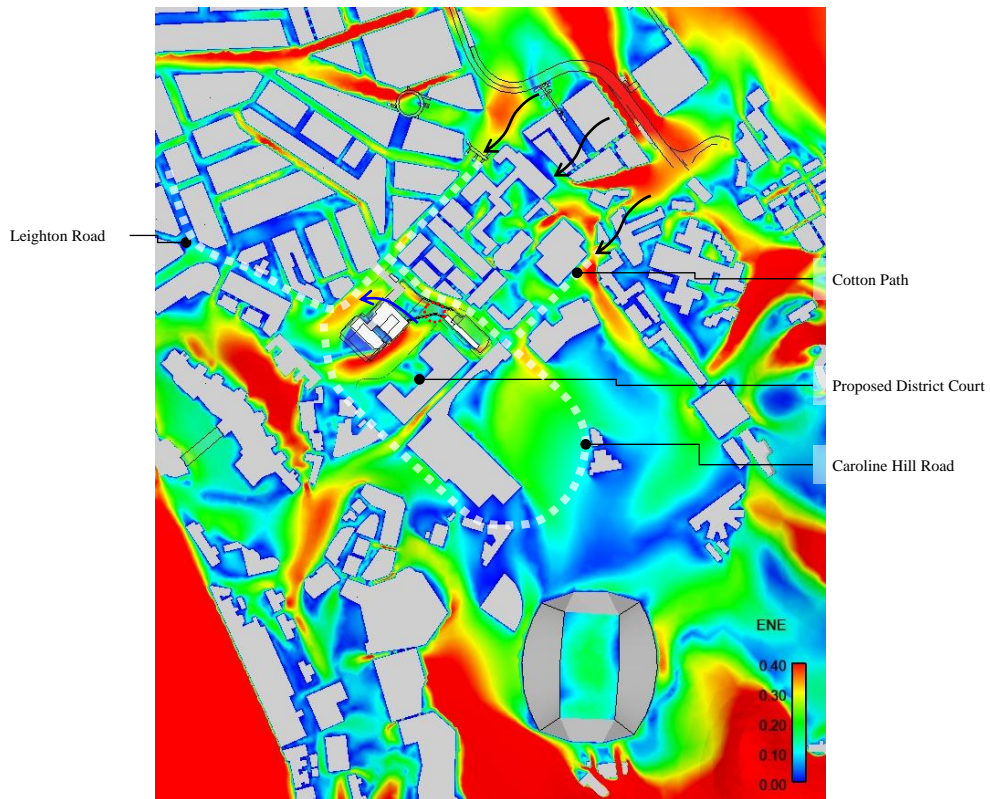 Leighton Road
Cotton Path
Proposed District Court
Caroline Hill Road
ENE
0.40
0.30
0.20
0.10
0.00